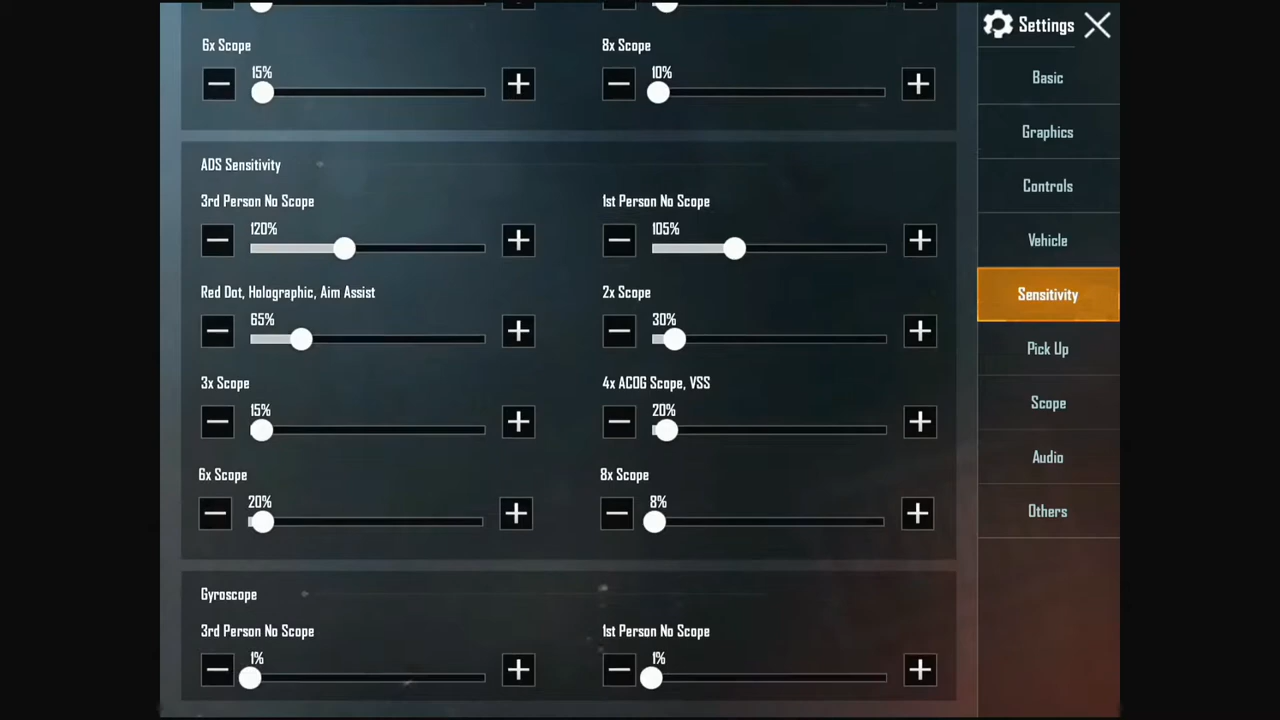 Settings
6x Scope 8x Scope
15% 10%
Basic
Graphics
ADS Sensitivity
Controls
3rd Person No Scope 1st Person No Scope
120% 105%
Vehicle
Red Dot, Holographic, Aim Assist 2x Scope
Sensitivity
65% 30%
Pick Up
3x Scope 4x ACOG Scope, VSS
15% 20%
Scope
Audio
6x Scope 8x Scope
20% 8%
Others
Gyroscope
3rd Person No Scope 1st Person No Scope
1% 1%